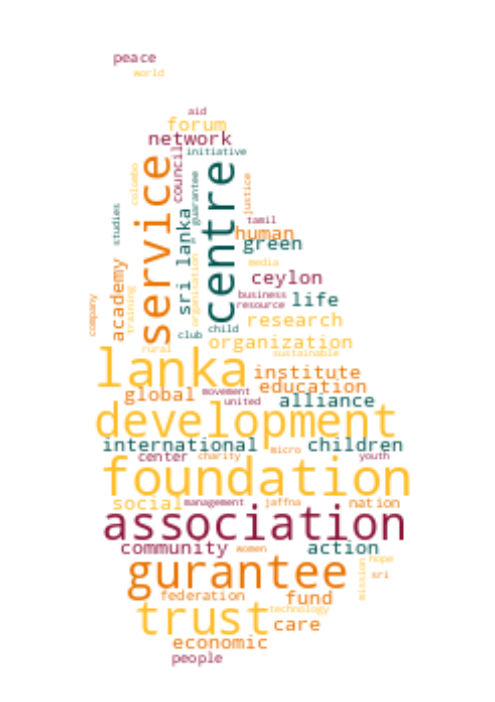 peace
world
aid
forum
network
initiative
council
service
centre
colombo
guarantee
justice
studies
sri lanka
tamil
human
green
organisation
media
academy
ceylon
training
business
life
resource
company
research
child
club
organization
rural
sustainable
lanka
institute
education
global
movement
alliance
united
development
international
children
micro
center
charity
youth
foundation
social
management
jaffna
nation
association
community
women
action
hope
gurantee
sri
mission
federation
fund
trust
technology
care
economic
people